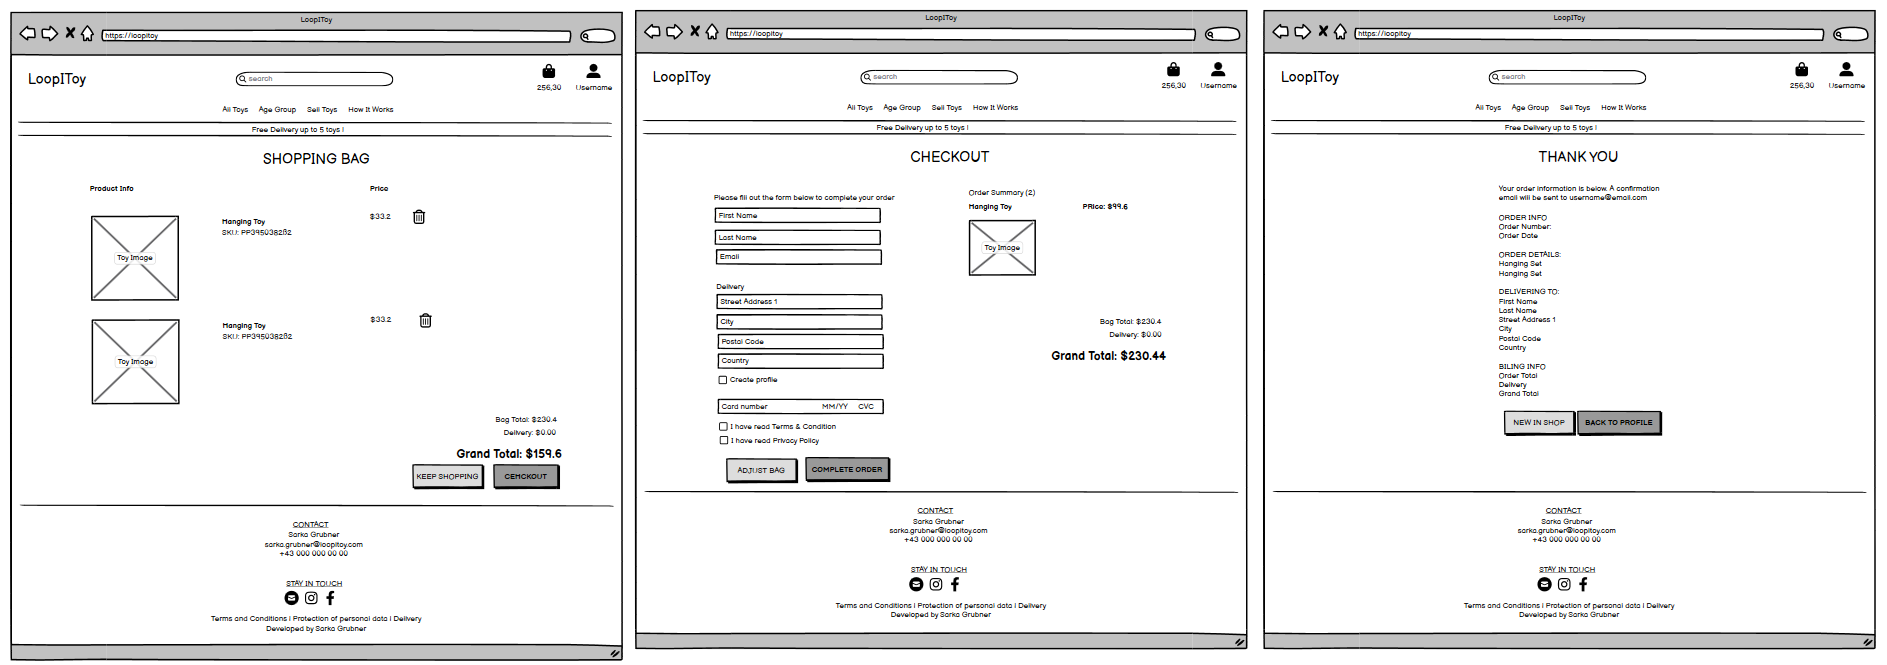 LoopIToy
https://loopitoy
LoopIToy
search
256,30
Username
All Toys Age Group Sell Toys How It Works
Free Delivery up to 5 toys !
SHOPPING BAG
Product Info Price
Hanging Toy
SKU: PP3950382ß2
$33.2
Toy Image
Hanging Toy
SKU: PP3950382ß2
$33.2
Toy Image
Bag Total: $230.4
Delivery: $0.00
Grand Total: $159.6
KEEP SHOPPING
CEHCKOUT
CONTACT
Sarka Grubner
sarka.grubner@loopitoy.com
+43 000 000 00 00
STAY IN TOUCH
Terms and Conditions | Protection of personal data | Delivery
Developed by Sarka Grubner
LoopIToy
https://loopitoy
LoopIToy
search
256,30
Username
All Toys Age Group Sell Toys How It Works
Free Delivery up to 5 toys !
CHECKOUT
Please fill out the form below to complete your order
First Name
Last Name
Email
Delivery
Street Address 1
City
Postal Code
Country
Create profile
Card number MM/YY CVC
I have read Terms & Condition
I have read Privacy Policy
ADJUST BAG
COMPLETE ORDER
Order Summary (2)
Hanging Toy PRice: $99.6
Toy Image
Bag Total: $230.4
Delivery: $0.00
Grand Total: $230.44
CONTACT
Sarka Grubner
sarka.grubner@loopitoy.com
+43 000 000 00 00
STAY IN TOUCH
Terms and Conditions | Protection of personal data | Delivery
Developed by Sarka Grubner
LoopIToy
https://loopitoy
LoopIToy
search
256,30
Username
All Toys Age Group Sell Toys How It Works
Free Delivery up to 5 toys !
THANK YOU
Your order information is below. A confirmation
email will be sent to username@email.com
ORDER INFO
Order Number:
Order Date
ORDER DETAILS:
Hanging Set
Hanging Set
DELIVERING TO:
First Name
Last Name
Street Address 1
City
Postal Code
Country
BILING INFO
Order Total
Delivery
Grand Total
NEW IN SHOP
BACK TO PROFILE
CONTACT
Sarka Grubner
sarka.grubner@loopitoy.com
+43 000 000 00 00
STAY IN TOUCH
Terms and Conditions | Protection of personal data | Delivery
Developed by Sarka Grubner